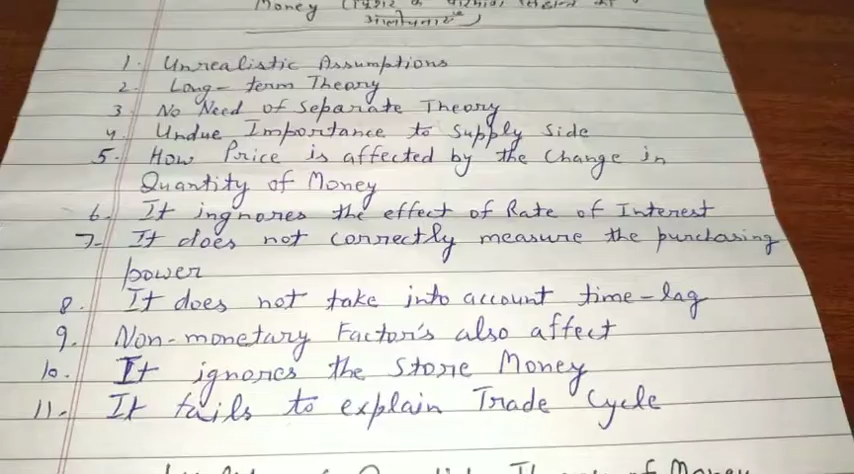 Money
आलोचनाएँ)
1. Unrealistic Assumptions
2. Long-term Theory
3 No Need of Separate Theory
4. Undue Importance to Supply Side
5. How Price is affected by the Change in
Quantity of Money
6. It ingnores the effect of Rate of Interest
7. It does not correctly measure the purchasing
power
8. It does not take into account time-lag
9. Non-monetary Factor's also affect
10. It ignores the Store Money
11. It fails to explain Trade Cycle
of Money